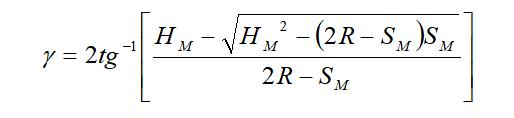 γ = 2tg⁻¹[(H_M − √(H_M² − (2R − S_M)S_M)) / (2R − S_M)]